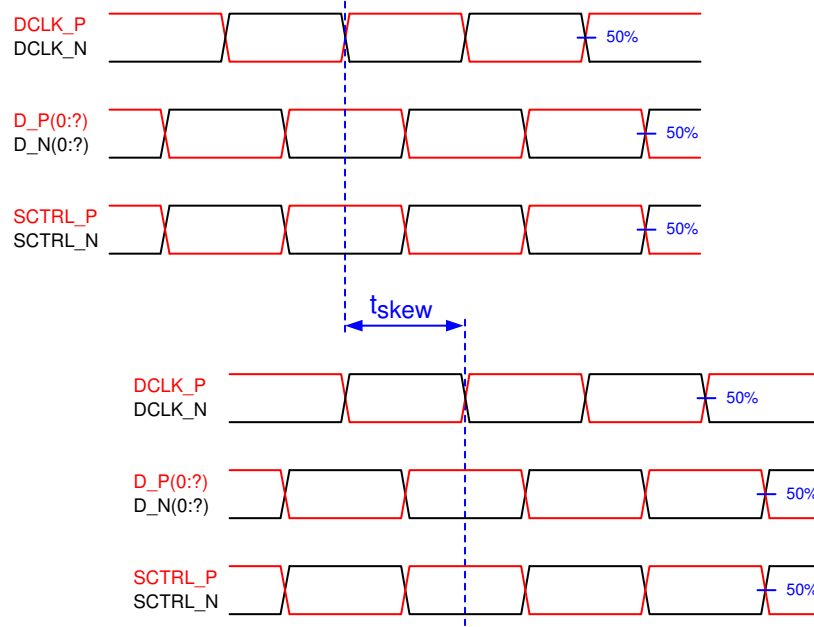 DCLK_P
DCLK_N
50%
D_P(0:?)
D_N(0:?)
50%
SCTRL_P
SCTRL_N
50%
tskew
DCLK_P
DCLK_N
50%
D_P(0:?)
D_N(0:?)
50%
SCTRL_P
SCTRL_N
50%